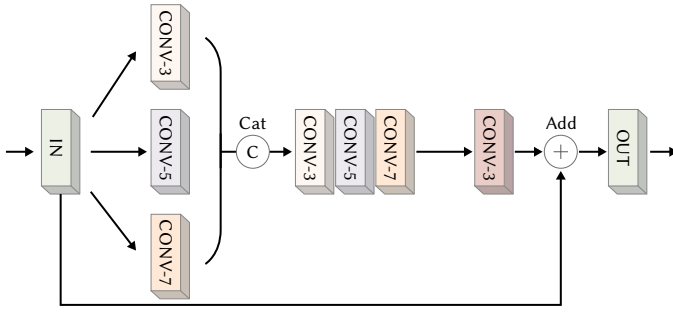 IN
CONV-3
CONV-5
CONV-7
Cat
C
CONV-3
CONV-5
CONV-7
CONV-3
Add
+
OUT